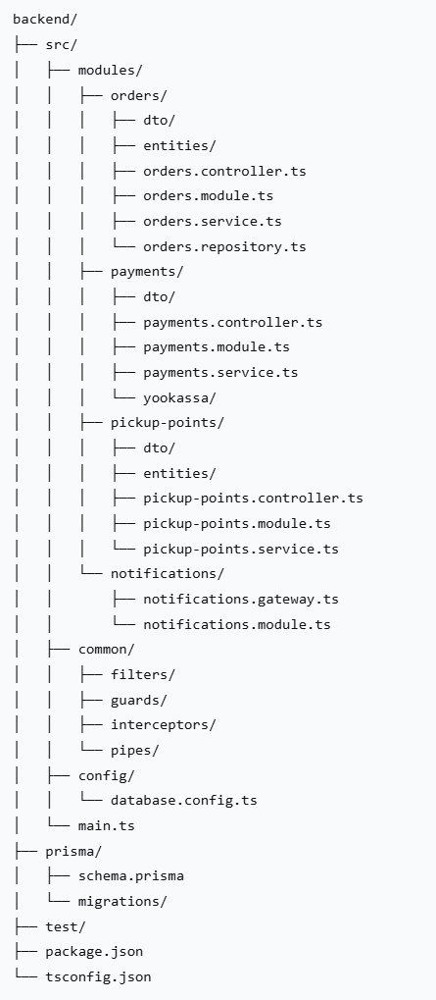 backend/
├── src/
│   ├── modules/
│   │   ├── orders/
│   │   │   ├── dto/
│   │   │   ├── entities/
│   │   │   ├── orders.controller.ts
│   │   │   ├── orders.module.ts
│   │   │   ├── orders.service.ts
│   │   │   └── orders.repository.ts
│   │   ├── payments/
│   │   │   ├── dto/
│   │   │   ├── payments.controller.ts
│   │   │   ├── payments.module.ts
│   │   │   ├── payments.service.ts
│   │   │   └── yookassa/
│   │   ├── pickup-points/
│   │   │   ├── dto/
│   │   │   ├── entities/
│   │   │   ├── pickup-points.controller.ts
│   │   │   ├── pickup-points.module.ts
│   │   │   └── pickup-points.service.ts
│   │   └── notifications/
│   │       ├── notifications.gateway.ts
│   │       └── notifications.module.ts
│   ├── common/
│   │   ├── filters/
│   │   ├── guards/
│   │   ├── interceptors/
│   │   └── pipes/
│   ├── config/
│   │   └── database.config.ts
│   └── main.ts
├── prisma/
│   ├── schema.prisma
│   └── migrations/
├── test/
├── package.json
└── tsconfig.json